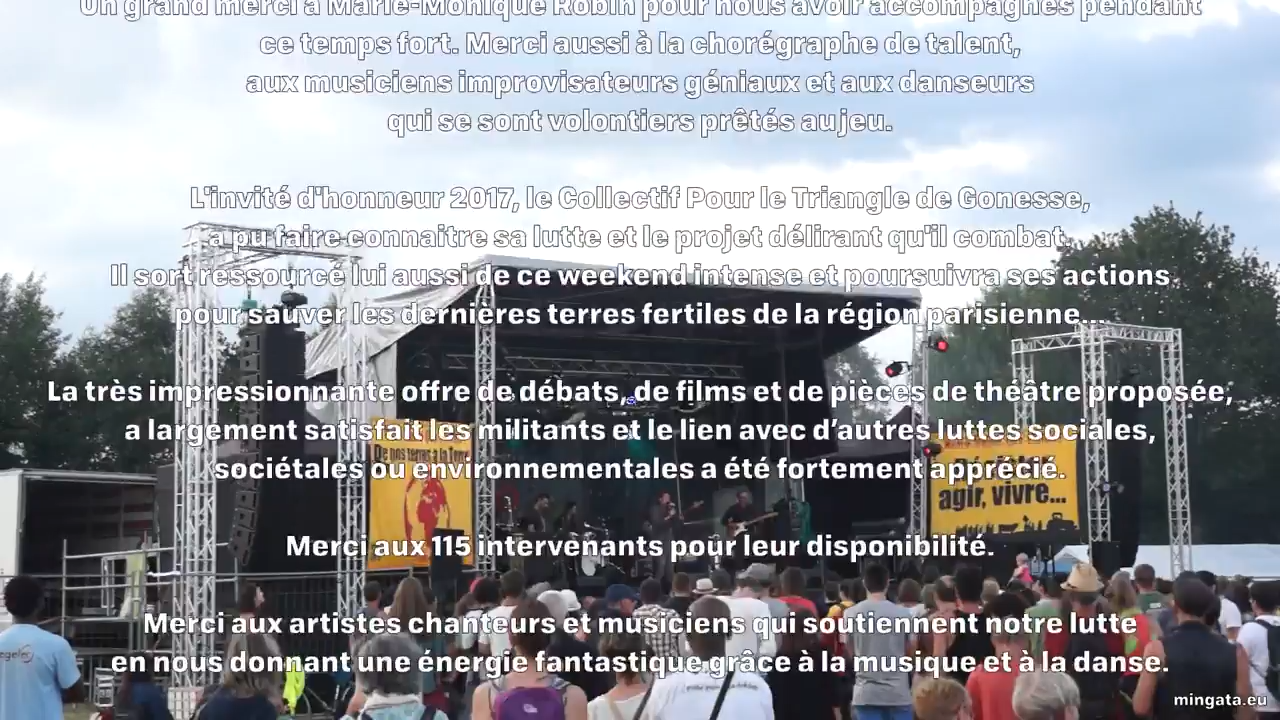 Un grand merci à Marie-Monique Robin pour nous avoir accompagnés pendant
ce temps fort. Merci aussi à la chorégraphe de talent,
aux musiciens improvisateurs géniaux et aux danseurs
qui se sont volontiers prêtés au jeu.
L'invité d'honneur 2017, le Collectif Pour le Triangle de Gonesse,
a pu faire connaitre sa lutte et le projet délirant qu'il combat.
Il sort ressourcé lui aussi de ce weekend intense et poursuivra ses actions
pour sauver les dernières terres fertiles de la région parisienne...
La très impressionnante offre de débats, de films et de pièces de théâtre proposée,
a largement satisfait les militants et le lien avec d’autres luttes sociales,
sociétales ou environnementales a été fortement apprécié.
De nos terres à la Terre
agir, vivre...
Merci aux 115 intervenants pour leur disponibilité.
Merci aux artistes chanteurs et musiciens qui soutiennent notre lutte
en nous donnant une énergie fantastique grâce à la musique et à la danse.
mingata.eu